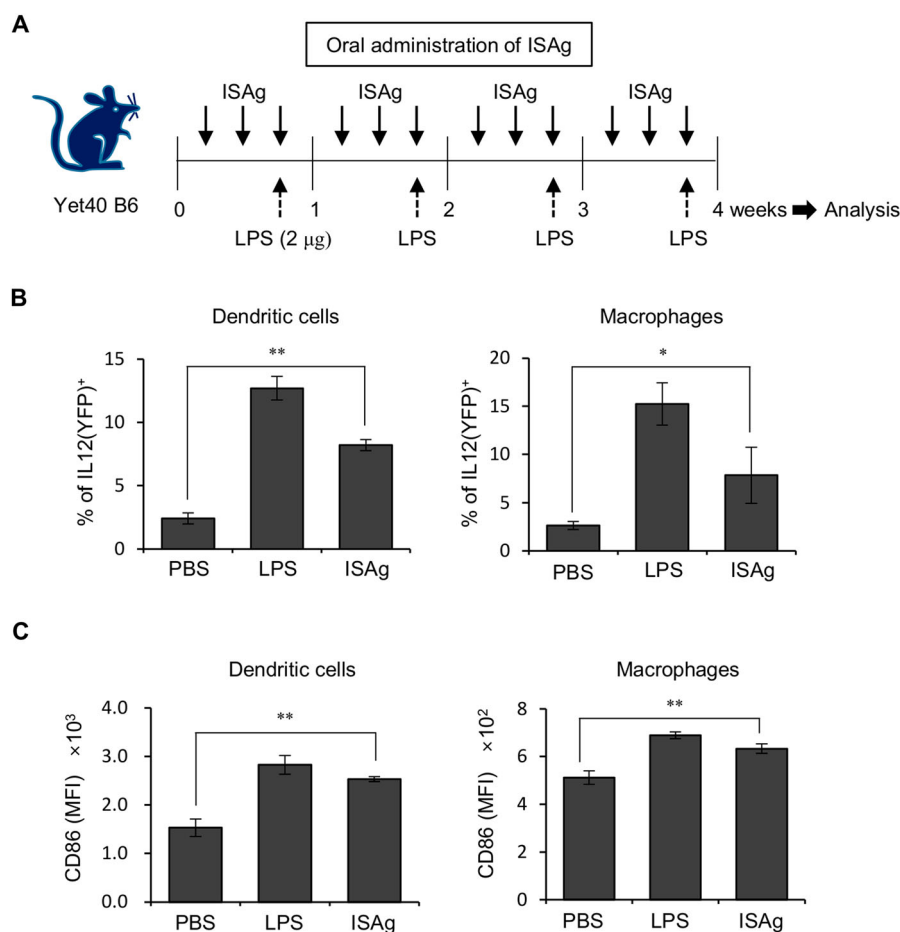 A
Oral administration of ISAg
ISAg ISAg ISAg ISAg
Yet40 B6
0 1 2 3 4 weeks Analysis
LPS (2 μg) LPS LPS LPS
B
Dendritic cells
**
% of IL12(YFP)+
15
10
5
0
PBS LPS ISAg
Macrophages
*
% of IL12(YFP)+
20
15
10
5
0
PBS LPS ISAg
C
Dendritic cells
**
CD86 (MFI) ×10³
4.0
3.0
2.0
1.0
0.0
PBS LPS ISAg
Macrophages
**
CD86 (MFI) ×10²
8
6
4
2
0
PBS LPS ISAg